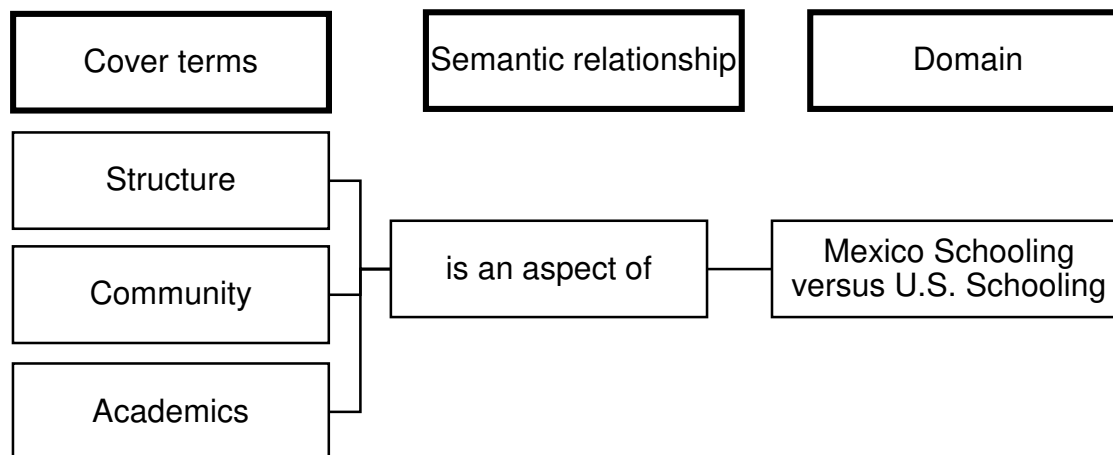 Cover terms
Semantic relationship
Domain
Structure
Community
Academics
is an aspect of
Mexico Schooling
versus U.S. Schooling